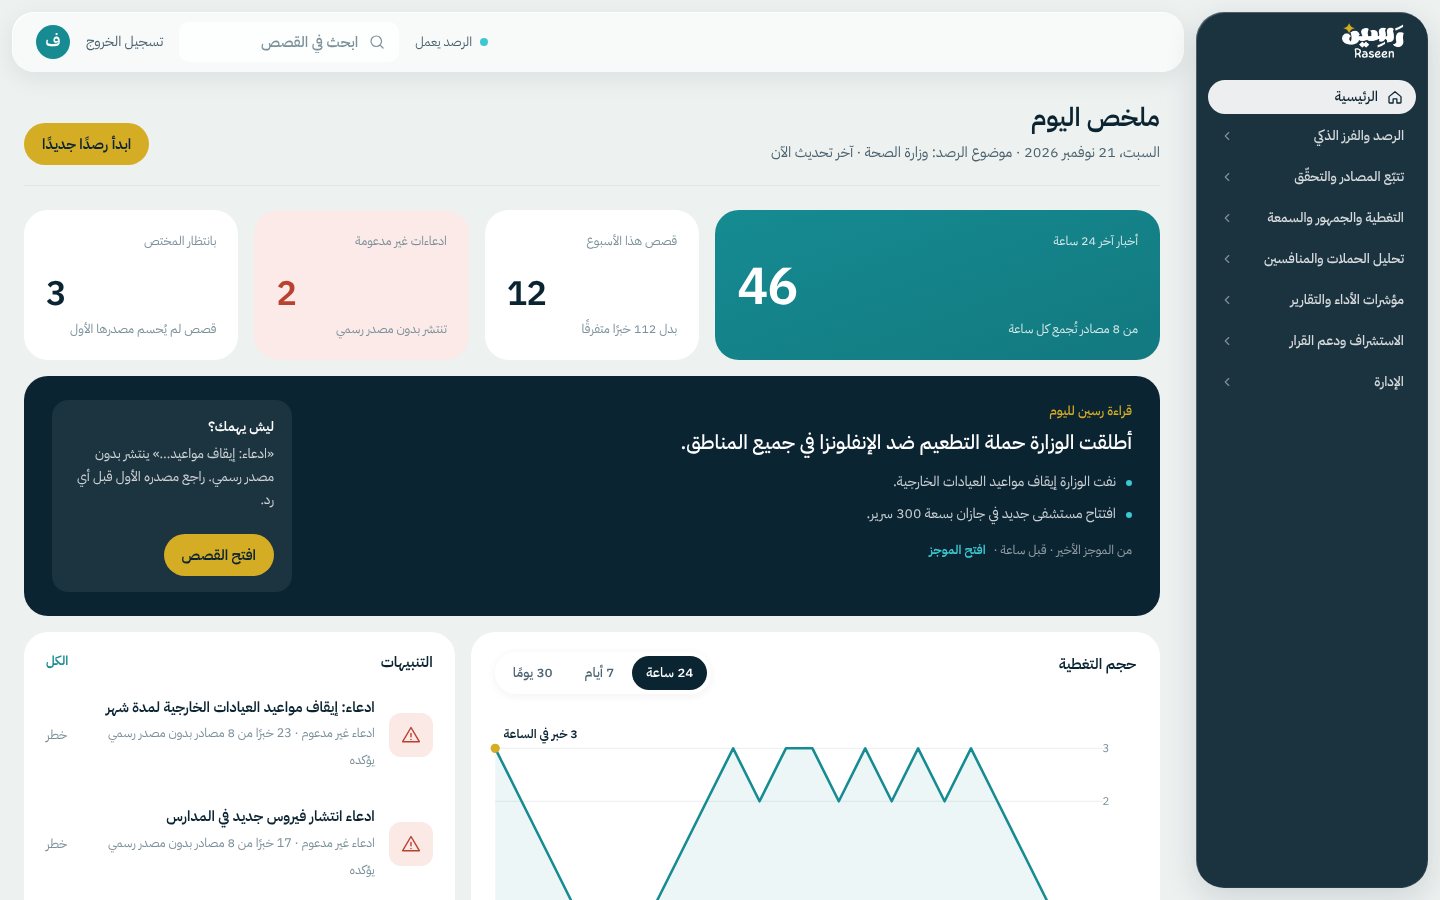 رَسِين
Raseen
الرئيسية
الرصد والفرز الذكي
تتبّع المصادر والتحقّق
التغطية والجمهور والسمعة
تحليل الحملات والمنافسين
مؤشرات الأداء والتقارير
الاستشراف ودعم القرار
الإدارة
الرصد يعمل
ابحث في القصص
تسجيل الخروج
ف
ملخص اليوم
السبت، 21 نوفمبر 2026 · موضوع الرصد: وزارة الصحة · آخر تحديث الآن
ابدأ رصدًا جديدًا
أخبار آخر 24 ساعة
46
من 8 مصادر تُجمع كل ساعة
قصص هذا الأسبوع
12
بدل 112 خبرًا متفرقًا
ادعاءات غير مدعومة
2
تنتشر بدون مصدر رسمي
بانتظار المختص
3
قصص لم يُحسم مصدرها الأول
قراءة رسين لليوم
أطلقت الوزارة حملة التطعيم ضد الإنفلونزا في جميع المناطق.
نفت الوزارة إيقاف مواعيد العيادات الخارجية.
افتتاح مستشفى جديد في جازان بسعة 300 سرير.
من الموجز الأخير · قبل ساعة · افتح الموجز
ليش يهمك؟
«ادعاء: إيقاف مواعيد…» ينتشر بدون
مصدر رسمي. راجع مصدره الأول قبل أي
رد.
افتح القصص
حجم التغطية
24 ساعة
7 أيام
30 يومًا
3 خبر في الساعة
3
2
التنبيهات
الكل
ادعاء: إيقاف مواعيد العيادات الخارجية لمدة شهر
ادعاء غير مدعوم · 23 خبرًا من 8 مصادر بدون مصدر رسمي
يؤكده
خطر
ادعاء انتشار فيروس جديد في المدارس
ادعاء غير مدعوم · 17 خبرًا من 8 مصادر بدون مصدر رسمي
يؤكده
خطر